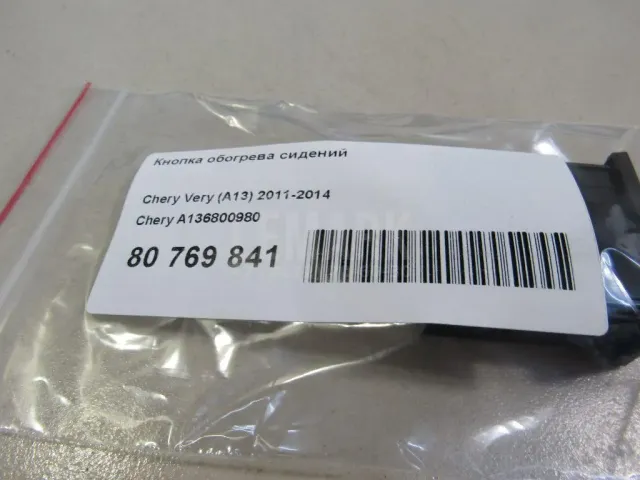 Кнопка обогрева сидений
Chery Very (A13) 2011-2014
Chery A136800980
80 769 841